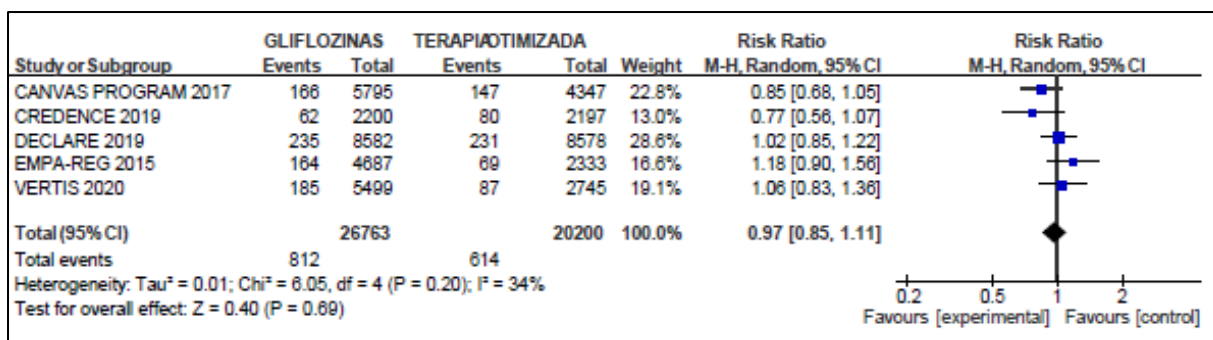 GLIFLOZINAS TERAPIA OTIMIZADA Risk Ratio Risk Ratio
Study or Subgroup Events Total Events Total Weight M-H, Random, 95% CI M-H, Random, 95% CI
CANVAS PROGRAM 2017 166 5795 147 4347 22.8% 0.85 [0.68, 1.05]
CREDENCE 2019 62 2200 80 2197 13.0% 0.77 [0.56, 1.07]
DECLARE 2019 235 8582 231 8578 28.6% 1.02 [0.85, 1.22]
EMPA-REG 2015 164 4687 69 2333 16.6% 1.18 [0.90, 1.56]
VERTIS 2020 185 5499 87 2745 19.1% 1.06 [0.83, 1.36]
Total (95% CI) 26763 20200 100.0% 0.97 [0.85, 1.11]
Total events 812 614
Heterogeneity: Tau² = 0.01; Chi² = 6.05, df = 4 (P = 0.20); I² = 34%
Test for overall effect: Z = 0.40 (P = 0.69)
0.2 0.5 1 2
Favours [experimental] Favours [control]